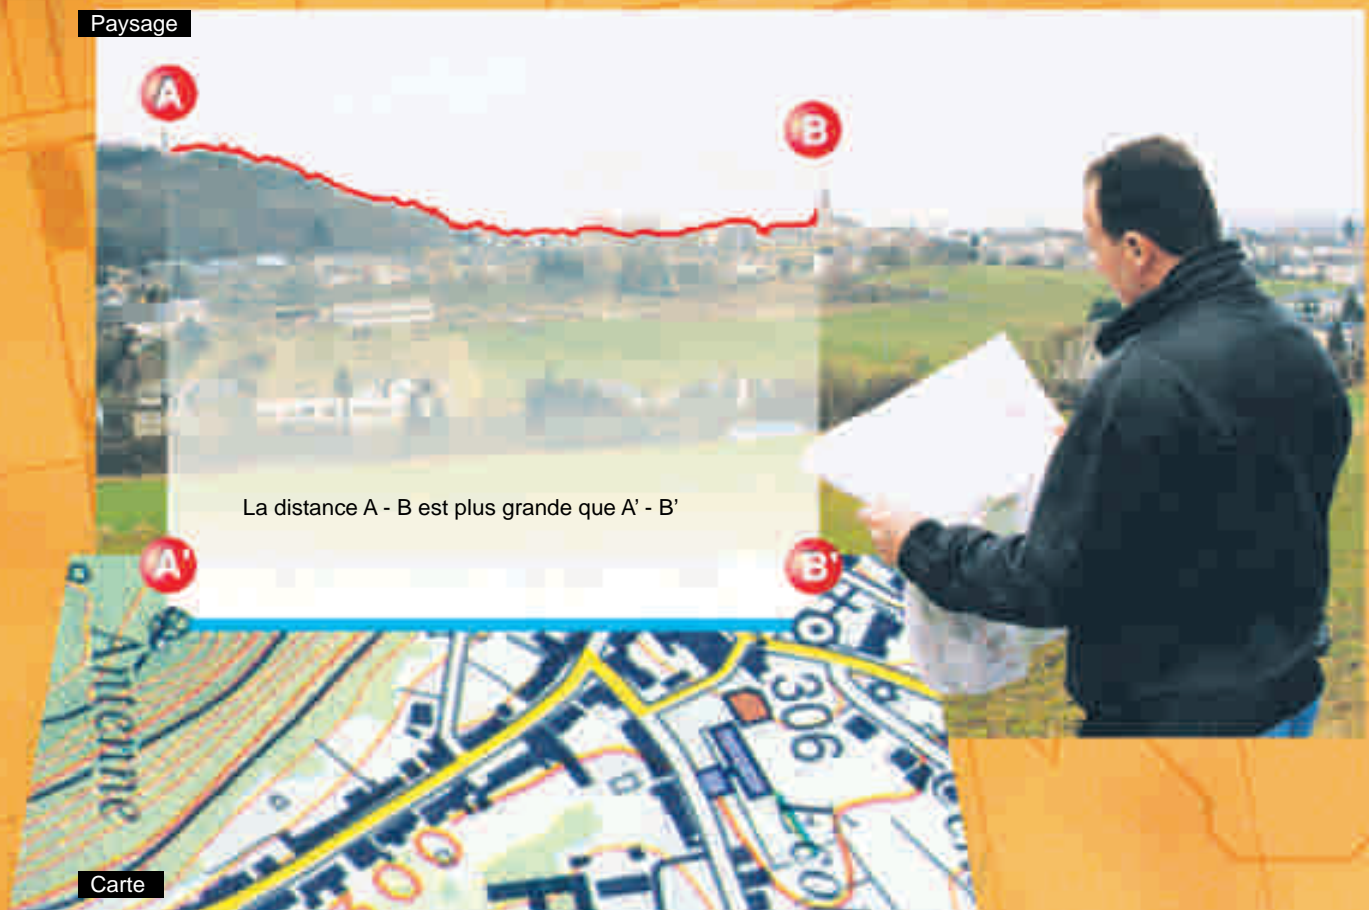 Paysage
A
B
La distance A - B est plus grande que A’ - B’
A'
B'
Antenne
306
Carte